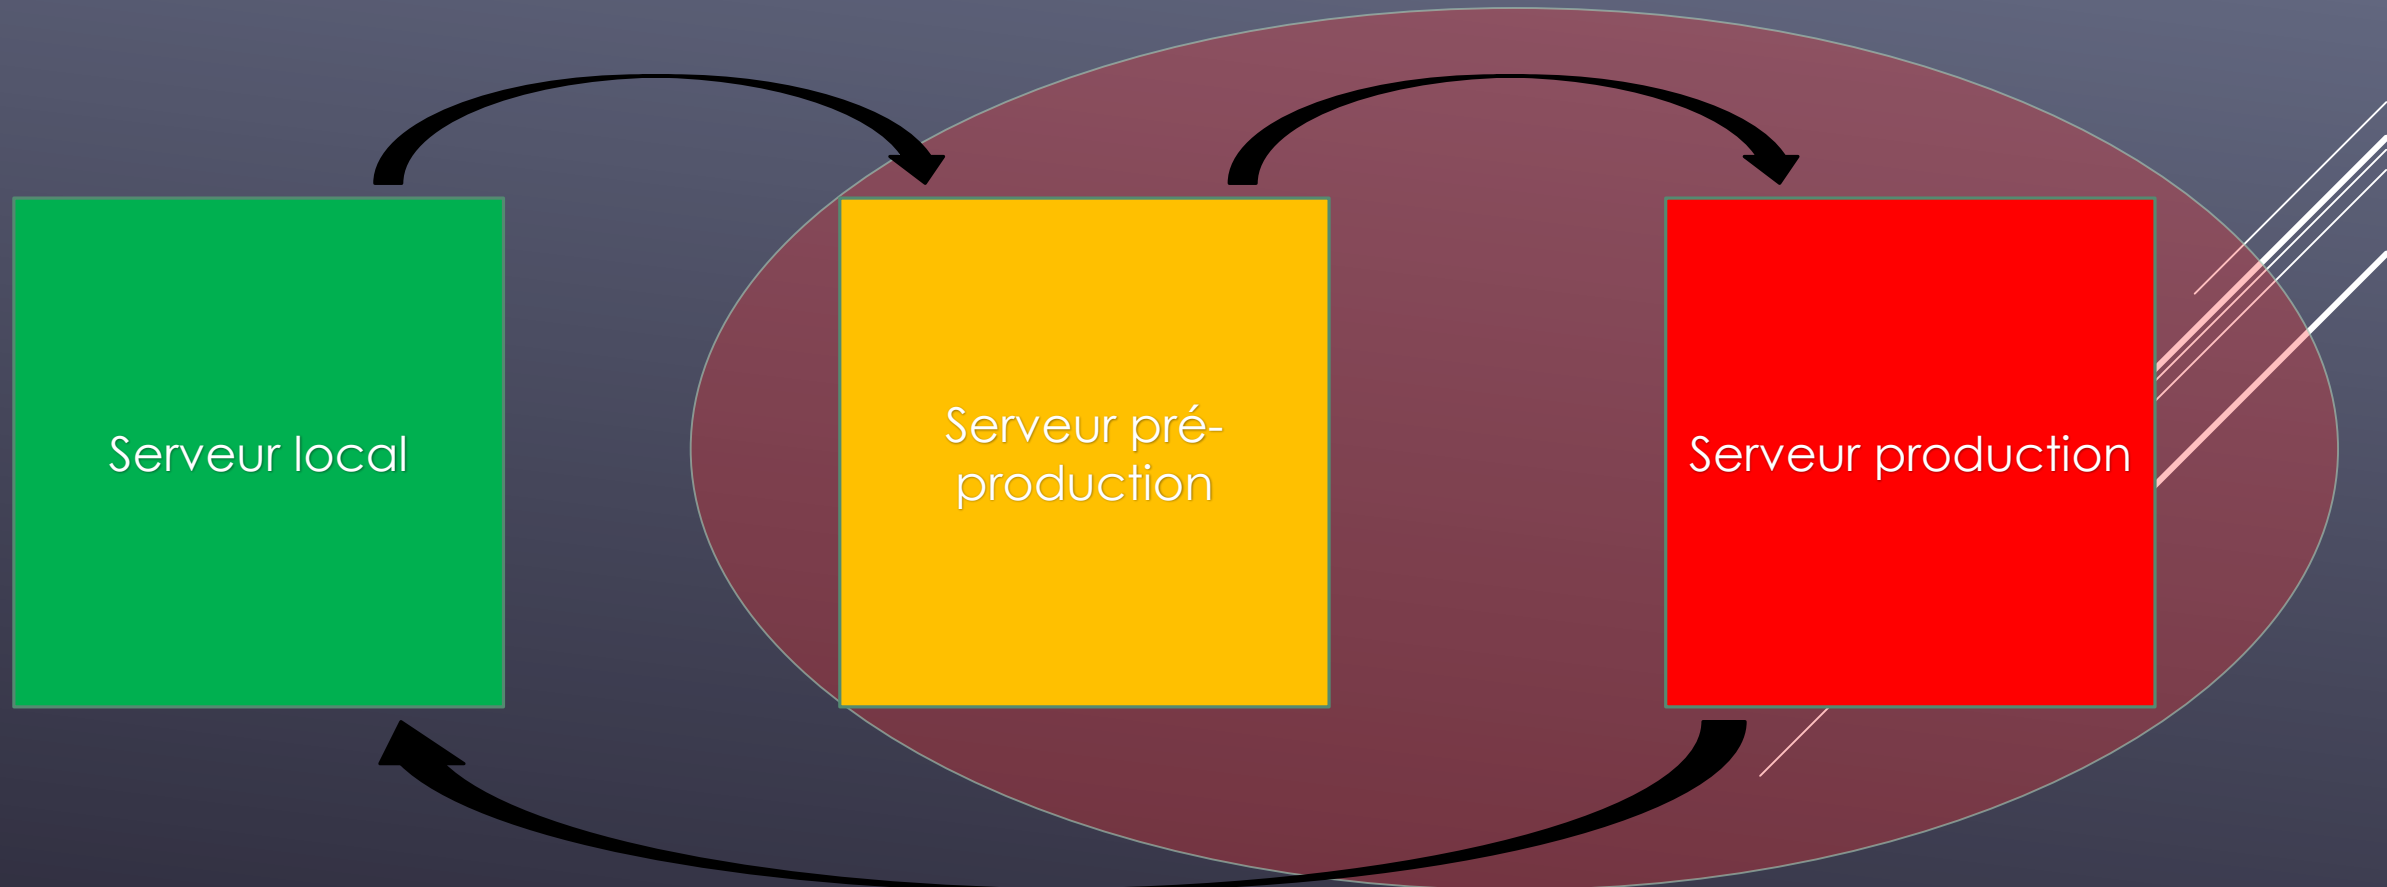 Serveur local
Serveur pré-
production
Serveur production